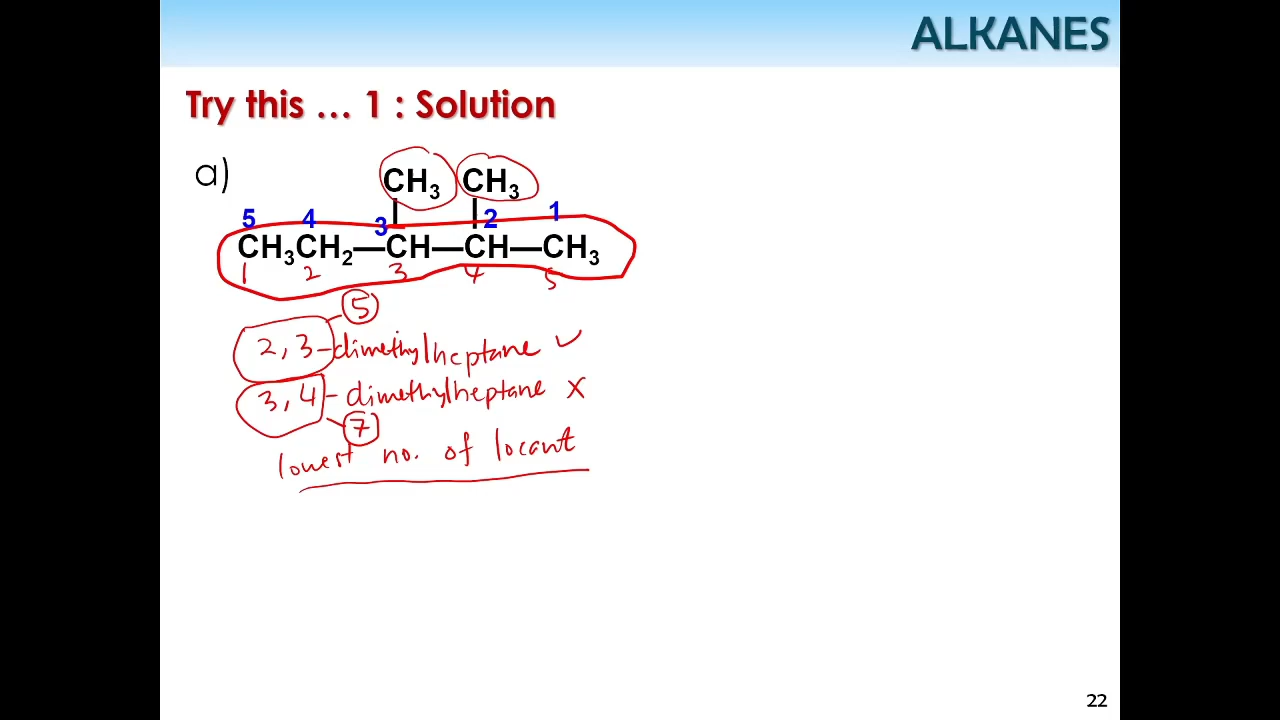 ALKANES
Try this … 1 : Solution
a)
CH3 CH3
5 4 3 2 1
CH3CH2—CH—CH—CH3
1 2 3 4 5
5
2, 3-dimethylheptane ✓
3, 4-dimethylheptane X
7
lowest no. of locant
22